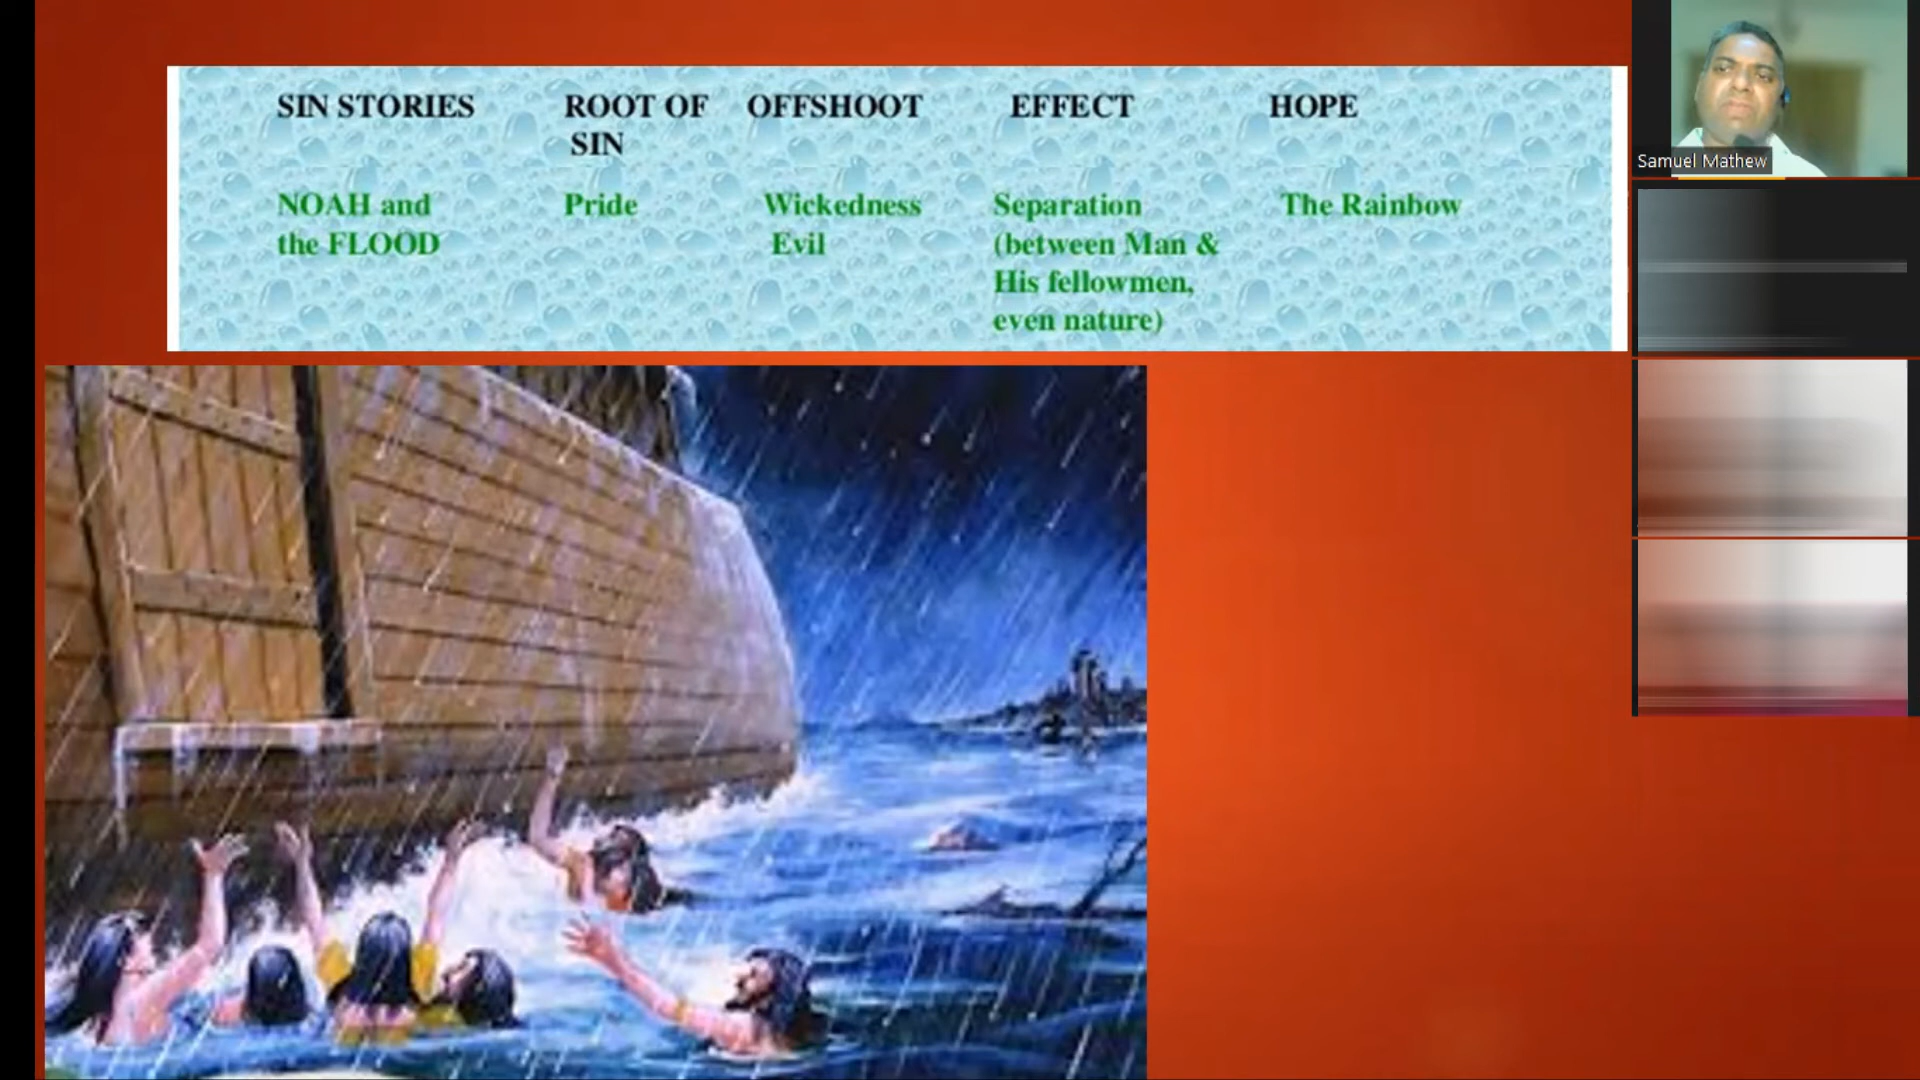 SIN STORIES ROOT OF OFFSHOOT EFFECT HOPE
SIN
NOAH and Pride Wickedness Separation The Rainbow
the FLOOD Evil (between Man &
His fellowmen,
even nature)
Samuel Mathew